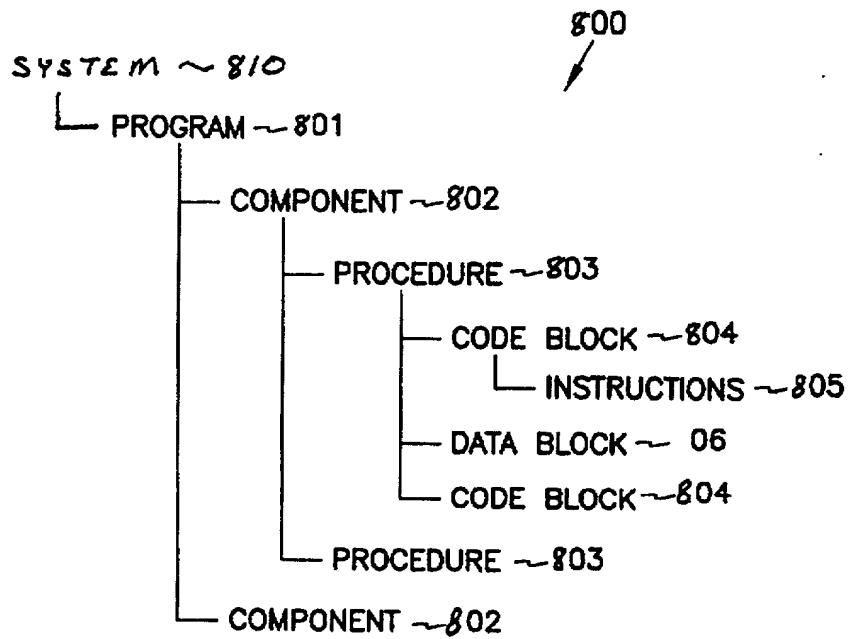 800
SYSTEM ~ 810
PROGRAM ~801
COMPONENT ~802
PROCEDURE ~803
CODE BLOCK ~804
INSTRUCTIONS ~805
DATA BLOCK ~ 06
CODE BLOCK ~804
PROCEDURE ~803
COMPONENT ~802